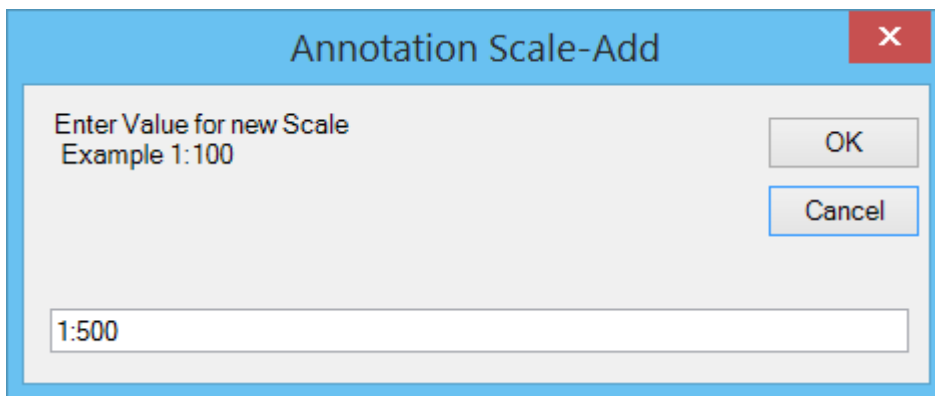 Annotation Scale-Add
Enter Value for new Scale
Example 1:100
OK
Cancel
1:500